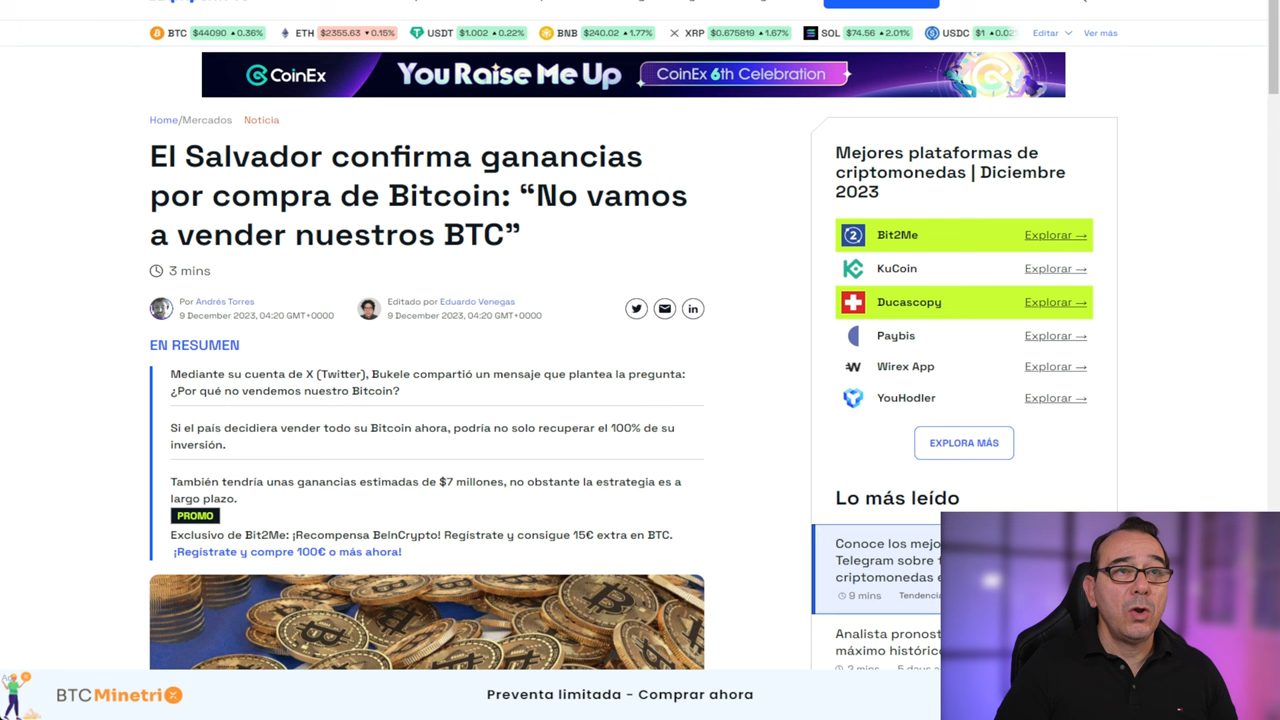 BTC $44090 ▲0.36% ETH $2355.63 ▼0.15% USDT $1.002 ▲0.22% BNB $240.02 ▲1.77% XRP $0.675819 ▲1.67% SOL $74.56 ▲2.01% USDC $1 Editar Ver más
CoinEx You Raise Me Up CoinEx 6th Celebration
Home/Mercados Noticia
El Salvador confirma ganancias
por compra de Bitcoin: “No vamos
a vender nuestros BTC”
3 mins
Por Andrés Torres
9 December 2023, 04:20 GMT+0000
Editado por Eduardo Venegas
9 December 2023, 04:20 GMT+0000
EN RESUMEN
Mediante su cuenta de X (Twitter), Bukele compartió un mensaje que plantea la pregunta:
¿Por qué no vendemos nuestro Bitcoin?
Si el país decidiera vender todo su Bitcoin ahora, podría no solo recuperar el 100% de su
inversión.
También tendría unas ganancias estimadas de $7 millones, no obstante la estrategia es a
largo plazo.
PROMO
Exclusivo de Bit2Me: ¡Recompensa BeInCrypto! Regístrate y consigue 15€ extra en BTC.
¡Regístrate y compre 100€ o más ahora!
Mejores plataformas de
criptomonedas | Diciembre
2023
Bit2Me Explorar →
KuCoin Explorar →
Ducascopy Explorar →
Paybis Explorar →
Wirex App Explorar →
YouHodler Explorar →
EXPLORA MÁS
Lo más leído
Conoce los mejo
Telegram sobre
criptomonedas e
9 mins Tendencia
Analista pronost
máximo histórico
BTC Minetrix
Preventa limitada - Comprar ahora